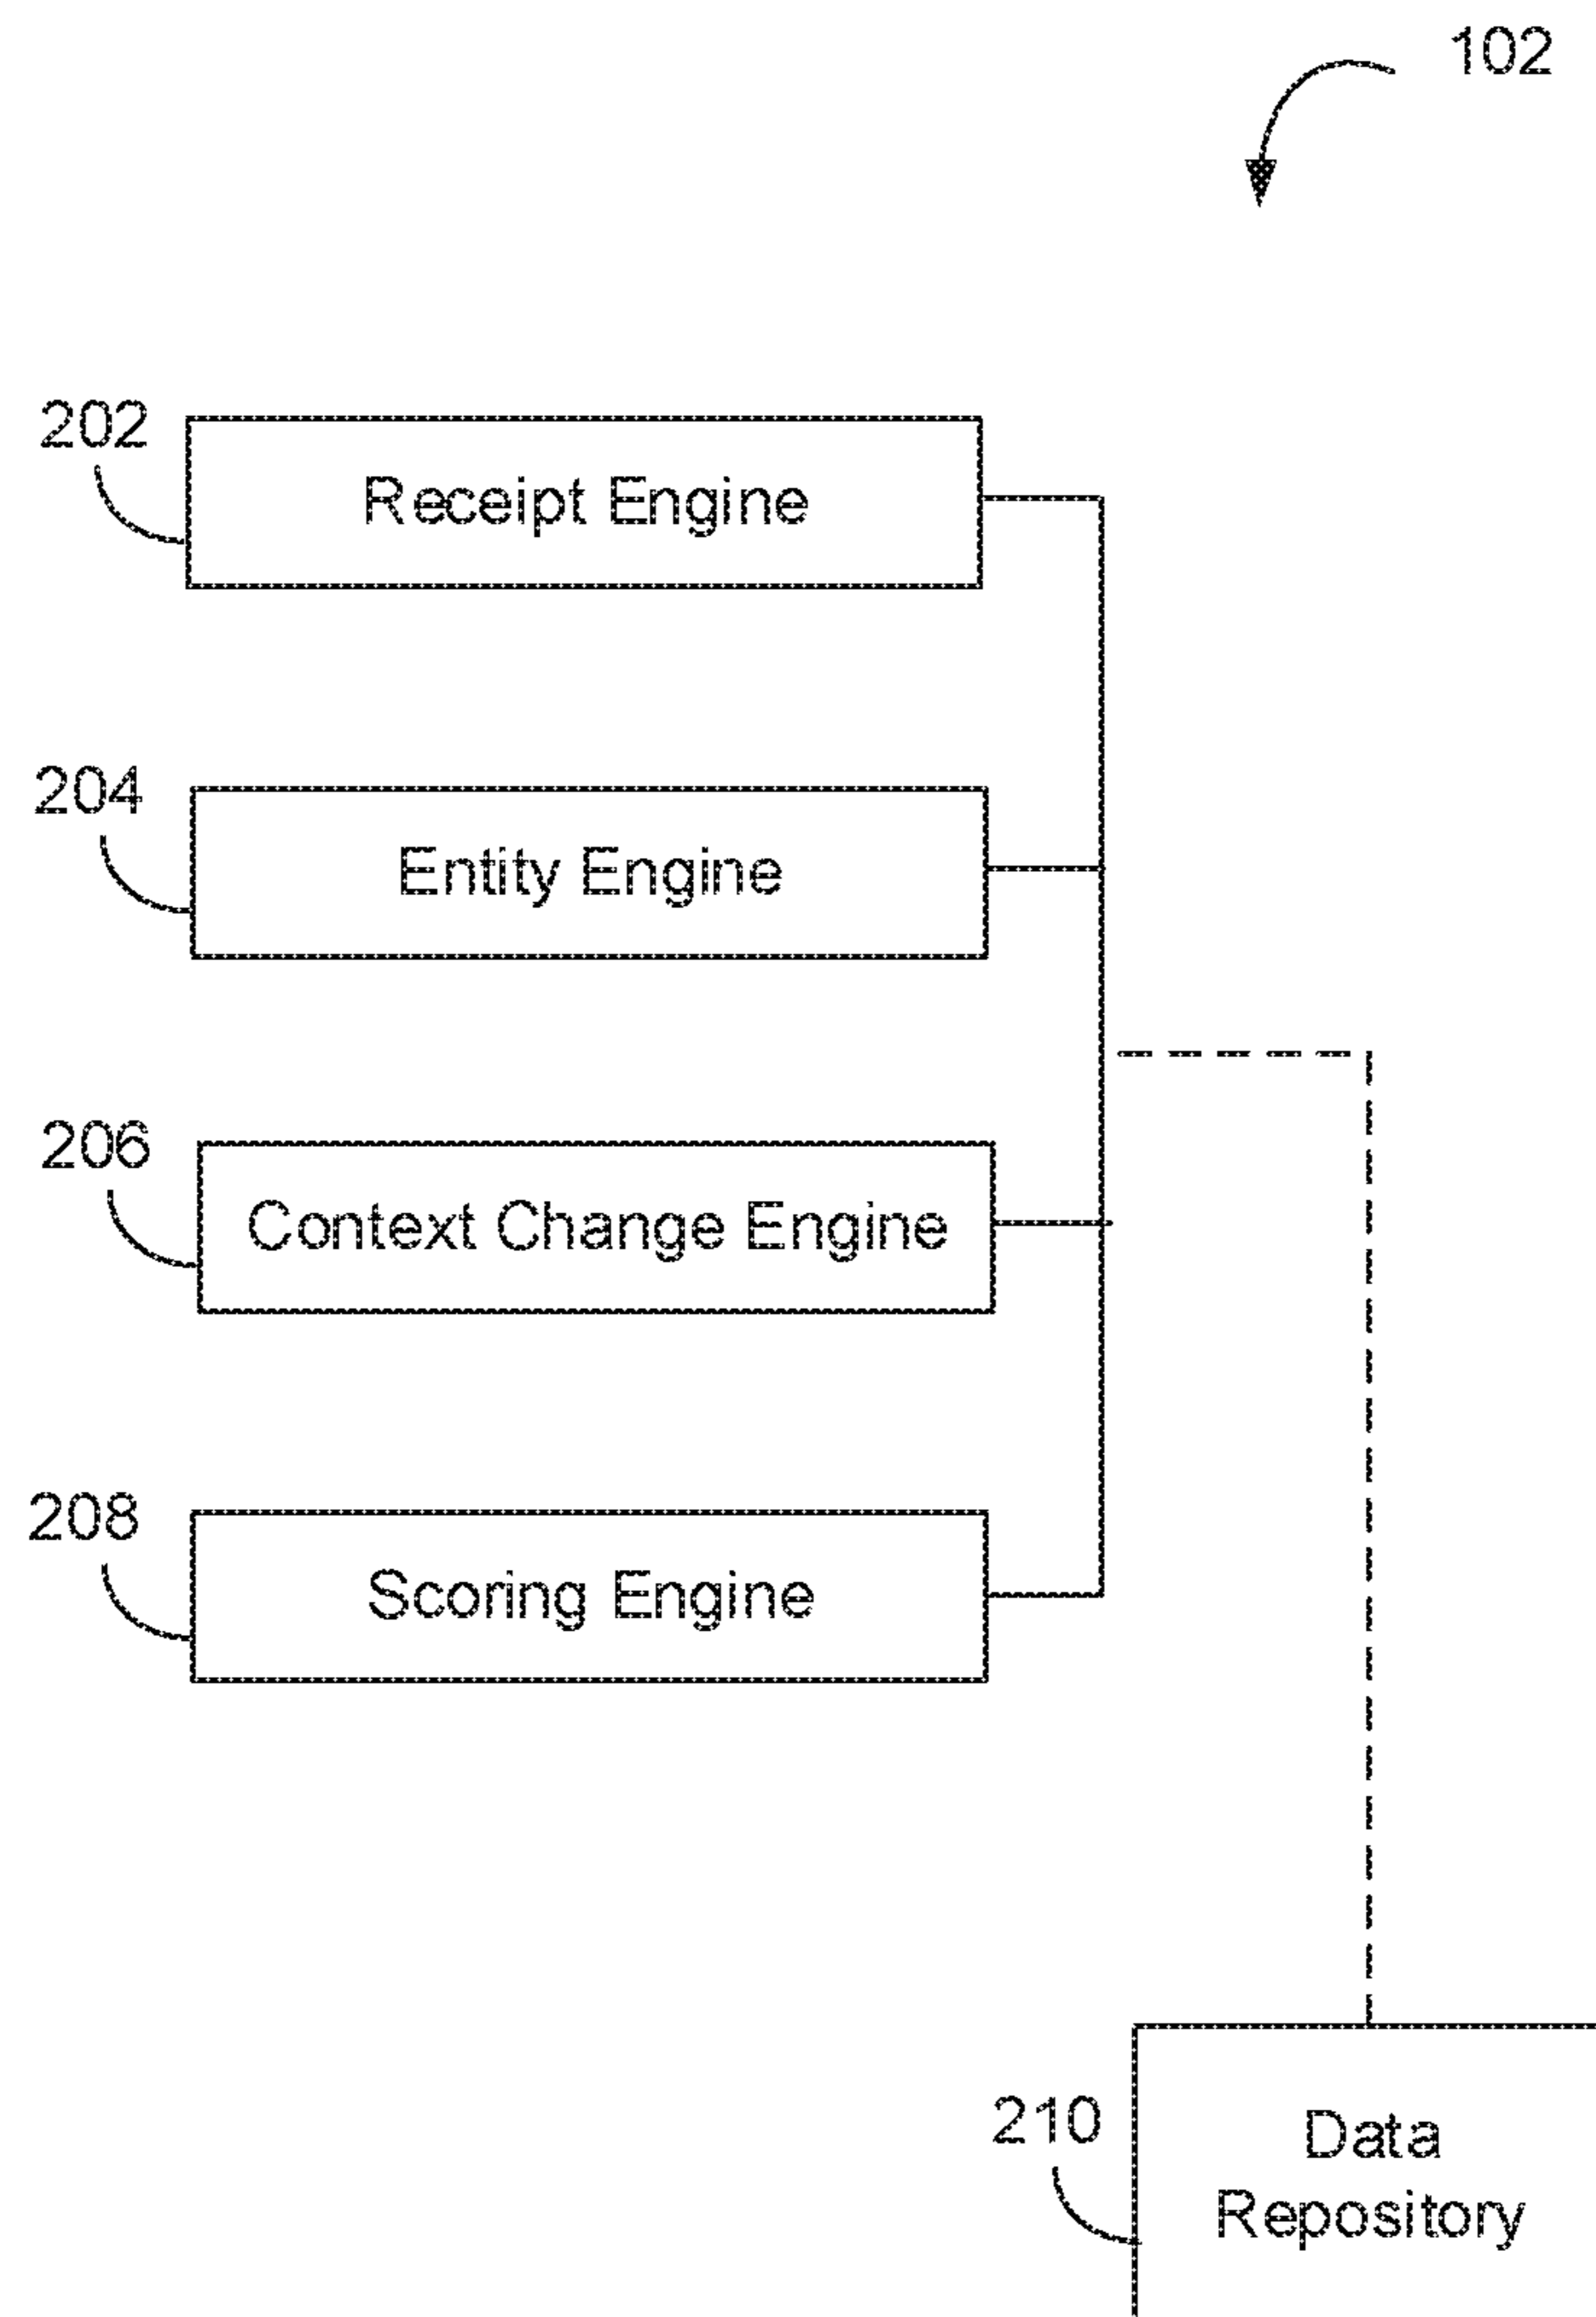 102
202
Receipt Engine
204
Entity Engine
206
Context Change Engine
208
Scoring Engine
210
Data
Repository